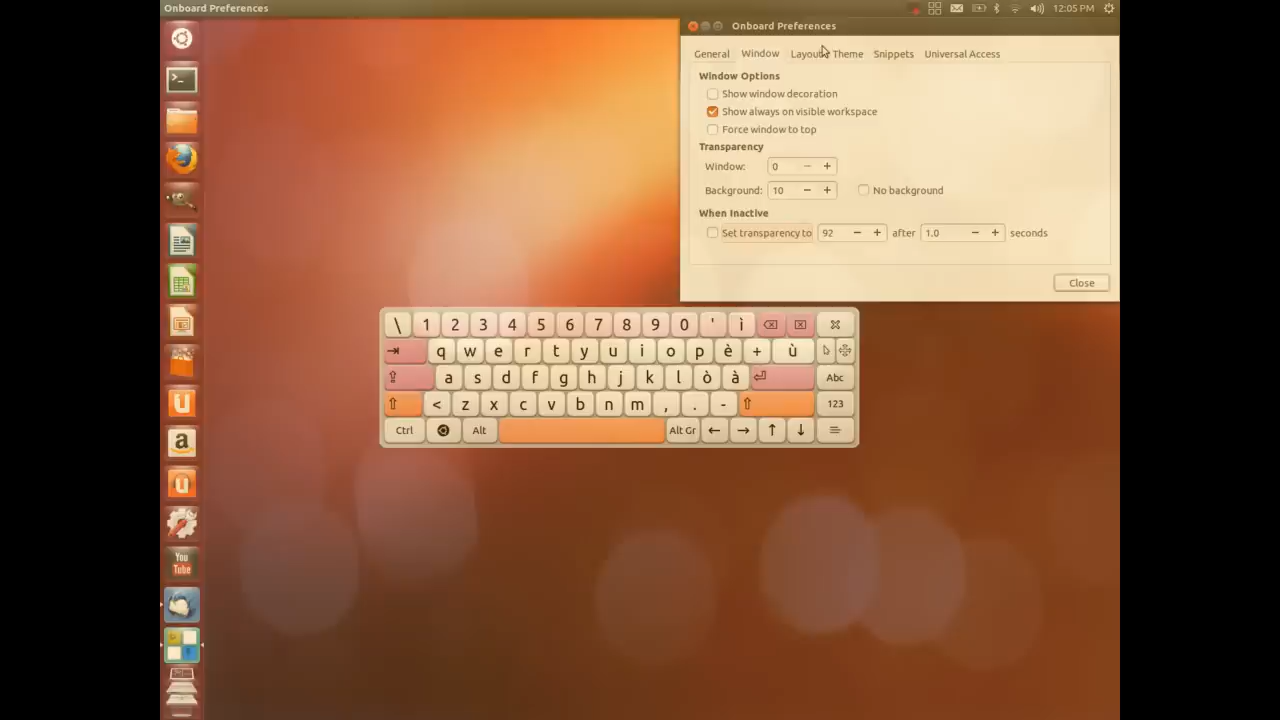 Onboard Preferences
12:05 PM
Onboard Preferences
General Window Layout Theme Snippets Universal Access
Window Options
Show window decoration
Show always on visible workspace
Force window to top
Transparency
Window: 0 − +
Background: 10 − + No background
When Inactive
Set transparency to 92 − + after 1.0 − + seconds
Close
\ 1 2 3 4 5 6 7 8 9 0 ' ì
q w e r t y u i o p è + ù
a s d f g h j k l ò à Abc
< z x c v b n m , . - 123
Ctrl Alt Alt Gr ← → ↑ ↓
>_
U
a
u
You
Tube